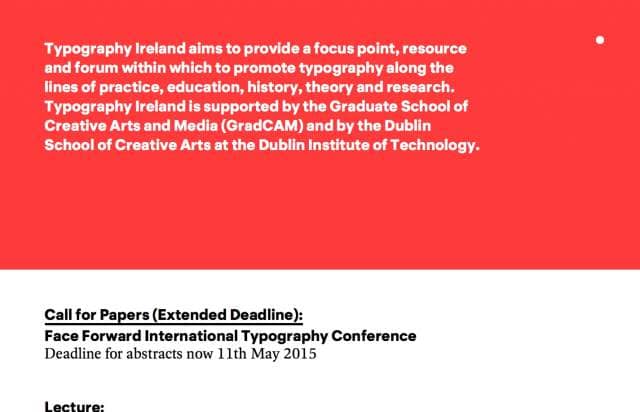 Typography Ireland aims to provide a focus point, resource
and forum within which to promote typography along the
lines of practice, education, history, theory and research.
Typography Ireland is supported by the Graduate School of
Creative Arts and Media (GradCAM) and by the Dublin
School of Creative Arts at the Dublin Institute of Technology.
Call for Papers (Extended Deadline):
Face Forward International Typography Conference
Deadline for abstracts now 11th May 2015
Lecture: